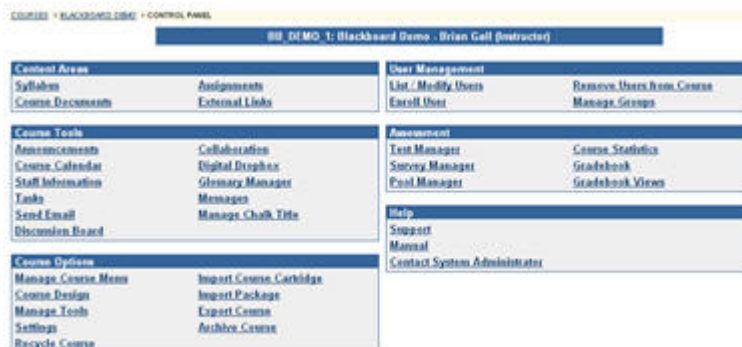 COURSES > BLACKBOARD DEMO > CONTROL PANEL
BB_DEMO_1: Blackboard Demo - Brian Gall (Instructor)
Content Areas
Syllabus Assignments
Course Documents External Links
Course Tools
Announcements Collaboration
Course Calendar Digital Dropbox
Staff Information Glossary Manager
Tasks Messages
Send Email Manage Chalk Title
Discussion Board
Course Options
Manage Course Menu Import Course Cartridge
Course Design Import Package
Manage Tools Export Course
Settings Archive Course
Recycle Course
User Management
List / Modify Users Remove Users from Course
Enroll User Manage Groups
Assessment
Test Manager Course Statistics
Survey Manager Gradebook
Pool Manager Gradebook Views
Help
Support
Manual
Contact System Administrator